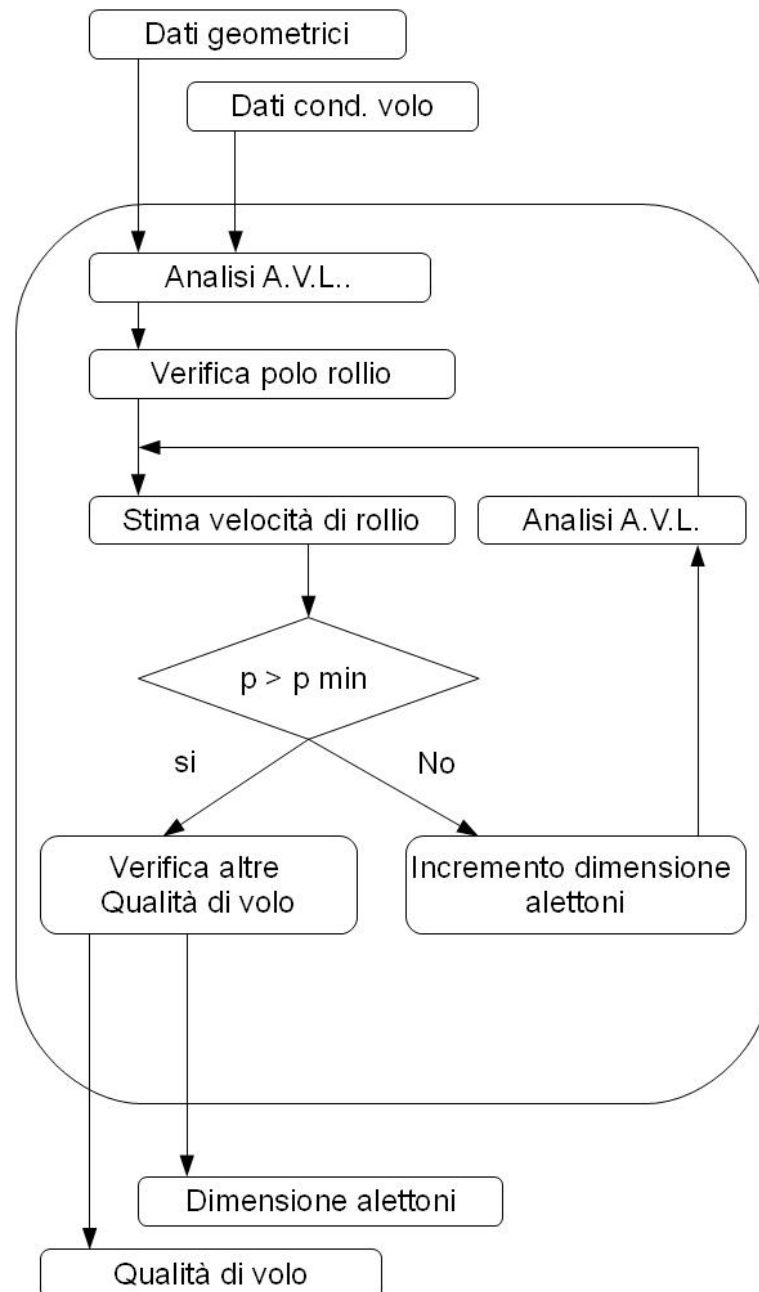 Dati geometrici
Dati cond. volo
Analisi A.V.L..
Verifica polo rollio
Stima velocità di rollio
Analisi A.V.L.
p > p min
si
No
Verifica altre
Qualità di volo
Incremento dimensione
alettoni
Dimensione alettoni
Qualità di volo